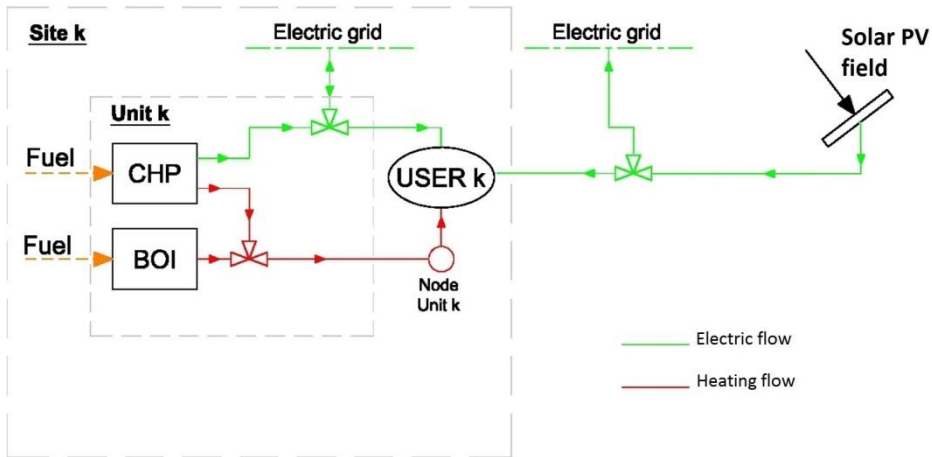 Site k
Electric grid
Electric grid
Solar PV
field
Unit k
Fuel
CHP
USER k
Fuel
BOI
Node
Unit k
Electric flow
Heating flow